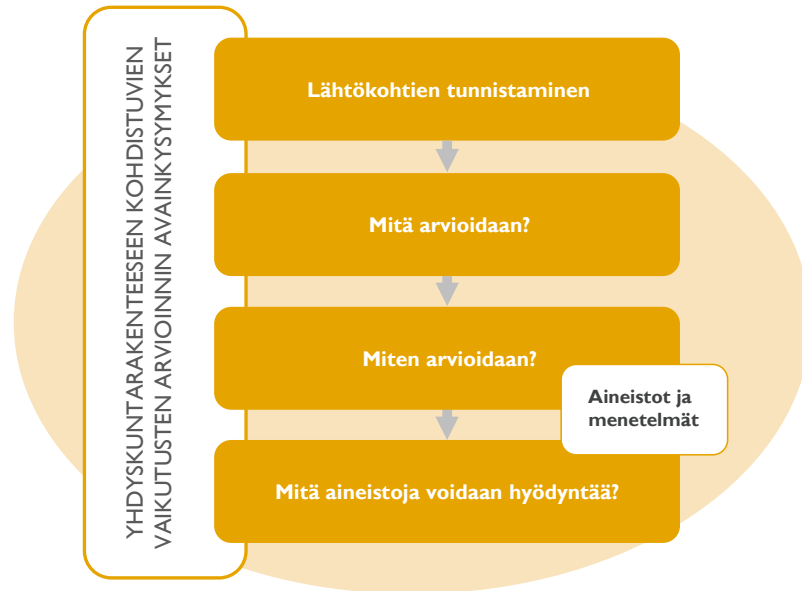 YHDYSKUNTARAKENTEESEEN KOHDISTUVIEN
VAIKUTUSTEN ARVIOINNIN AVAINKYSYMYKSET
Lähtökohtien tunnistaminen
Mitä arvioidaan?
Miten arvioidaan?
Aineistot ja
menetelmät
Mitä aineistoja voidaan hyödyntää?